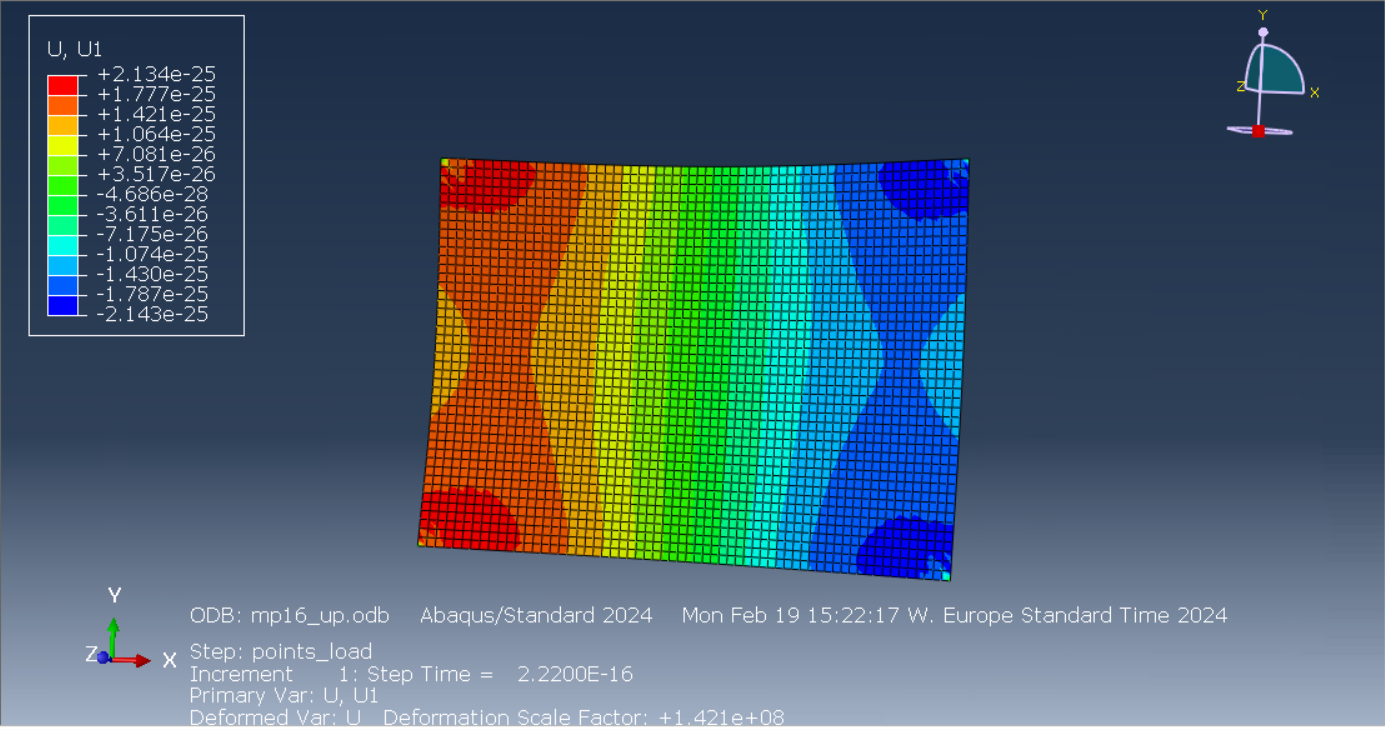 U, U1
+2.134e-25
+1.777e-25
+1.421e-25
+1.064e-25
+7.081e-26
+3.517e-26
-4.686e-28
-3.611e-26
-7.175e-26
-1.074e-25
-1.430e-25
-1.787e-25
-2.143e-25
Y
Z
X
Y
Z X
ODB: mp16_up.odb Abaqus/Standard 2024 Mon Feb 19 15:22:17 W. Europe Standard Time 2024
Step: points_load
Increment 1: Step Time = 2.2200E-16
Primary Var: U, U1
Deformed Var: U Deformation Scale Factor: +1.421e+08